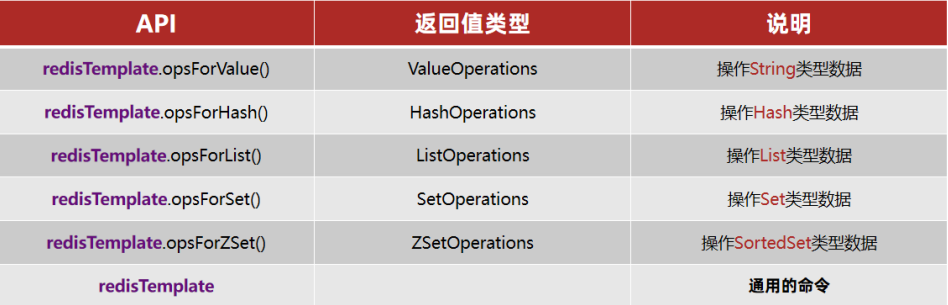 API 返回值类型 说明
redisTemplate.opsForValue() ValueOperations 操作String类型数据
redisTemplate.opsForHash() HashOperations 操作Hash类型数据
redisTemplate.opsForList() ListOperations 操作List类型数据
redisTemplate.opsForSet() SetOperations 操作Set类型数据
redisTemplate.opsForZSet() ZSetOperations 操作SortedSet类型数据
redisTemplate 通用的命令